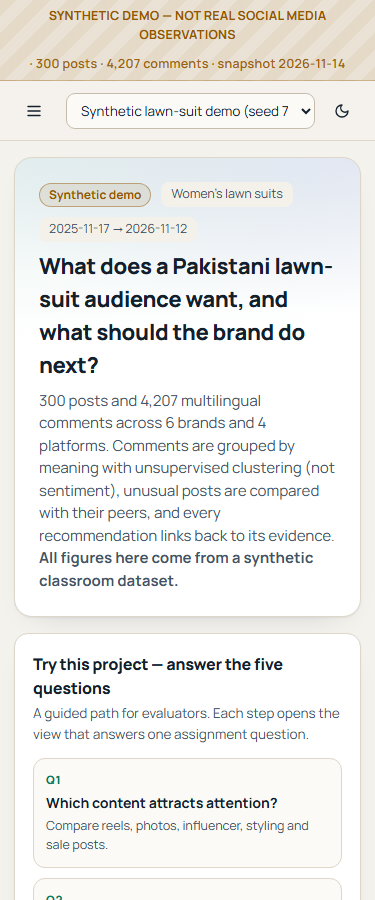 SYNTHETIC DEMO — NOT REAL SOCIAL MEDIA
OBSERVATIONS
· 300 posts · 4,207 comments · snapshot 2026-11-14
Synthetic lawn-suit demo (seed 7
Synthetic demo
Women's lawn suits
2025-11-17 → 2026-11-12
What does a Pakistani lawn-
suit audience want, and
what should the brand do
next?
300 posts and 4,207 multilingual
comments across 6 brands and 4
platforms. Comments are grouped by
meaning with unsupervised clustering (not
sentiment), unusual posts are compared
with their peers, and every
recommendation links back to its evidence.
All figures here come from a synthetic
classroom dataset.
Try this project — answer the five
questions
A guided path for evaluators. Each step opens the
view that answers one assignment question.
Q1
Which content attracts attention?
Compare reels, photos, influencer, styling and
sale posts.